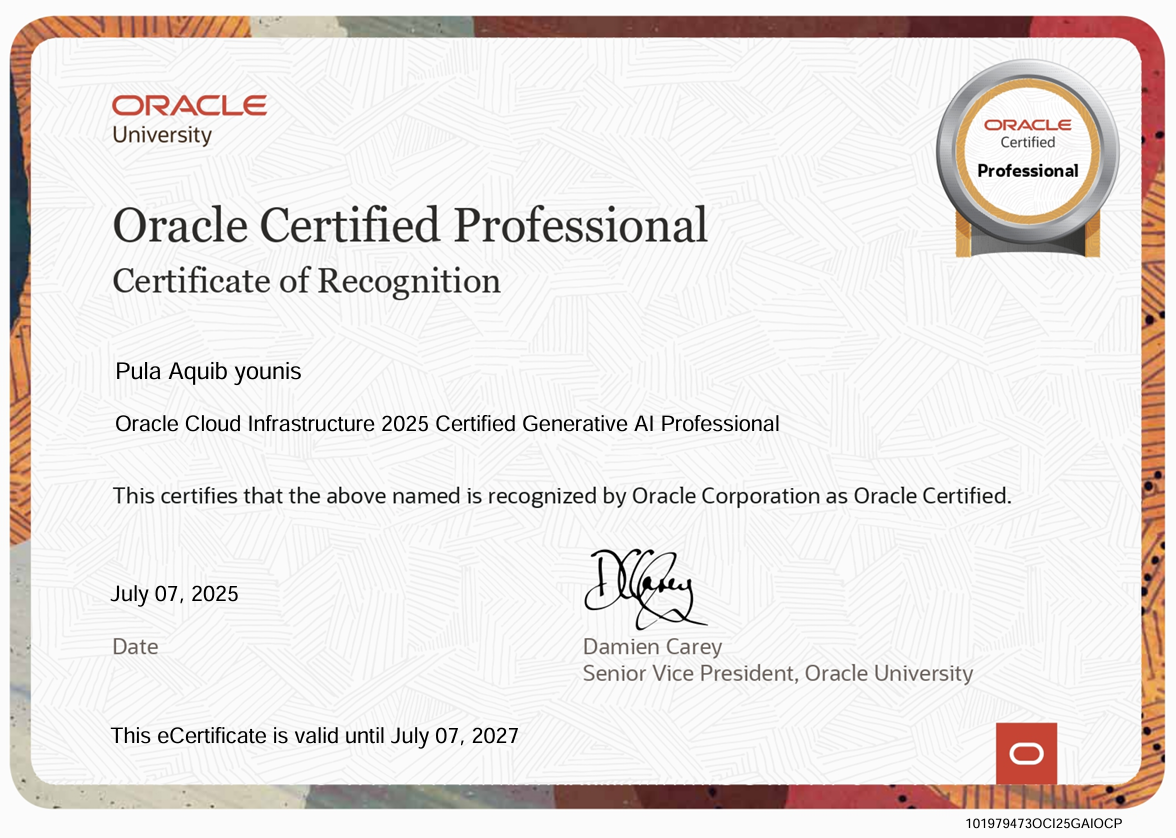 ORACLE
University
ORACLE
Certified
Professional
Oracle Certified Professional
Certificate of Recognition
Pula Aquib younis
Oracle Cloud Infrastructure 2025 Certified Generative AI Professional
This certifies that the above named is recognized by Oracle Corporation as Oracle Certified.
July 07, 2025
Date
DCarey
Damien Carey
Senior Vice President, Oracle University
This eCertificate is valid until July 07, 2027
101979473OCI25GAIOCP